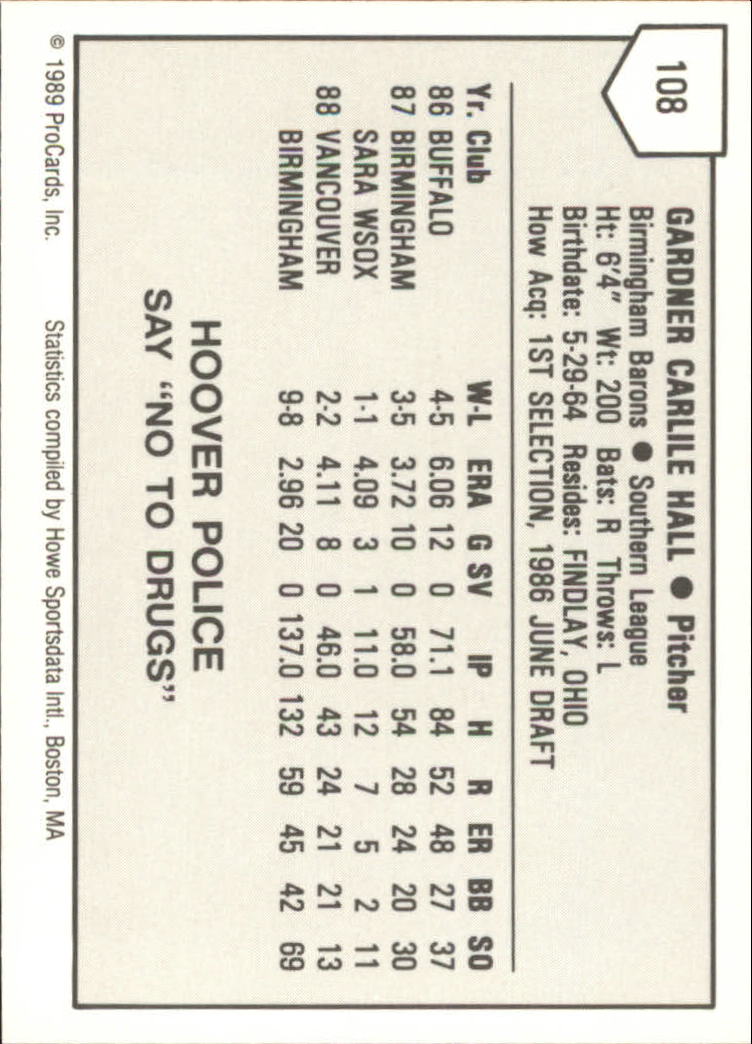 108
GARDNER CARLILE HALL ● Pitcher
Birmingham Barons ● Southern League
Ht: 6'4" Wt: 200 Bats: R Throws: L
Birthdate: 5-29-64 Resides: FINDLAY, OHIO
How Acq: 1ST SELECTION, 1986 JUNE DRAFT
Yr. Club W-L ERA G SV IP H R ER BB SO
86 BUFFALO 4-5 6.06 12 0 71.1 84 52 48 27 37
87 BIRMINGHAM 3-5 3.72 10 0 58.0 54 28 24 20 30
SARA WSOX 1-1 4.09 3 1 11.0 12 7 5 2 11
88 VANCOUVER 2-2 4.11 8 0 46.0 43 24 21 21 13
BIRMINGHAM 9-8 2.96 20 0 137.0 132 59 45 42 69
HOOVER POLICE
SAY “NO TO DRUGS”
© 1989 ProCards, Inc. Statistics compiled by Howe Sportsdata Intl., Boston, MA